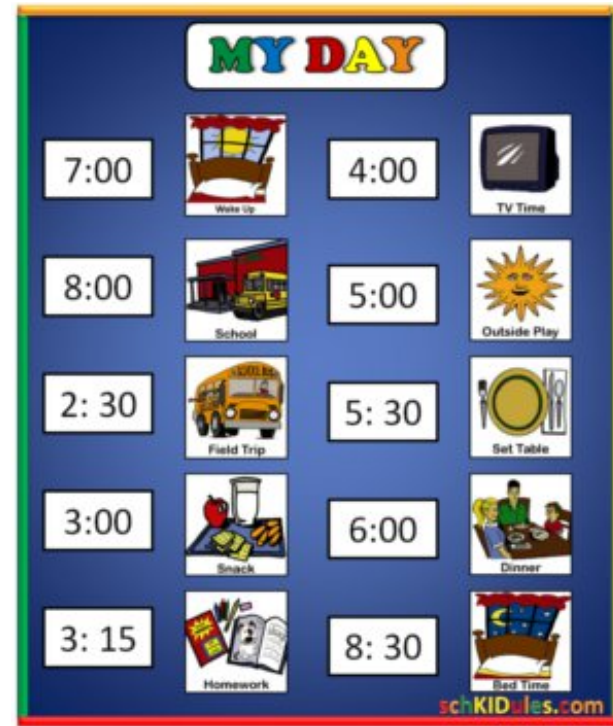 MY DAY
7:00
Wake Up
8:00
School
2: 30
SCHOOL BUS
Field Trip
3:00
Snack
3: 15
Homework
4:00
TV Time
5:00
Outside Play
5: 30
Set Table
6:00
Dinner
8: 30
Bed Time
schKIDules.com